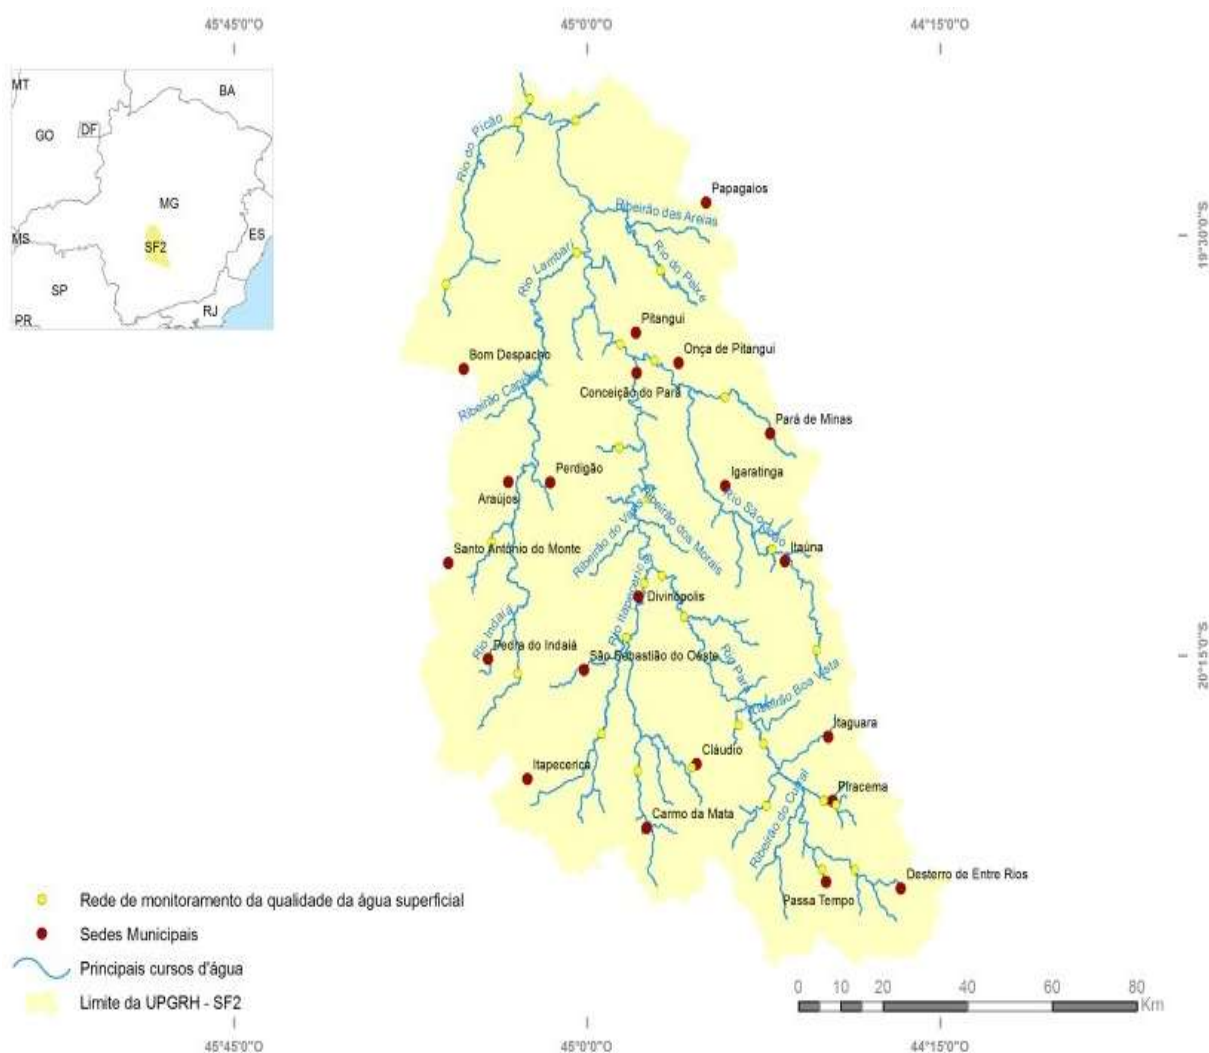 45°45'0"O
45°0'0"O
44°15'0"O
MT
BA
GO
DF
MG
MS
SF2
ES
SP
RJ
PR
Rio do Picão
Papagaios
Ribeirão das Areias
19°30'0"S
Rio Lambari
Rio do Peixe
Pitangui
Onça de Pitangui
Bom Despacho
Conceição do Pará
Pará de Minas
Perdigão
Igaratinga
Araújos
Rio São João
Ribeirão dos Morais
Itaúna
Santo Antônio do Monte
Divinópolis
Rio Itapecerica
Rio Indaiá
Pedra do Indaiá
São Sebastião do Oeste
20°15'0"S
Rio Pará
Ribeirão Boa Vista
Itaguara
Cláudio
Itapecerica
Piracema
Carmo da Mata
Ribeirão do Curral
Desterro de Entre Rios
Passa Tempo
Rede de monitoramento da qualidade da água superficial
Sedes Municipais
Principais cursos d'água
Limite da UPGRH - SF2
0 10 20 40 60 80
Km
45°45'0"O
45°0'0"O
44°15'0"O